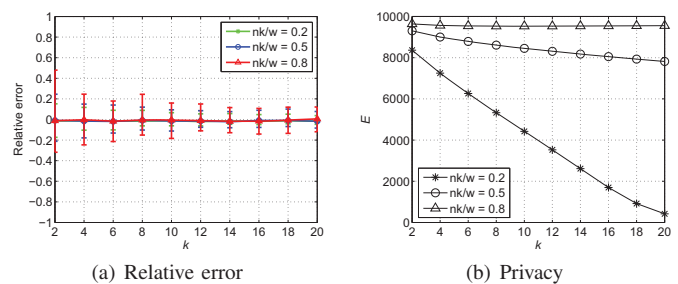 1
0.8
0.6
0.4
0.2
0
−0.2
−0.4
−0.6
−0.8
−1
Relative error
2 4 6 8 10 12 14 16 18 20
k
nk/w = 0.2
nk/w = 0.5
nk/w = 0.8
(a) Relative error
10000
8000
6000
4000
2000
0
E
2 4 6 8 10 12 14 16 18 20
k
nk/w = 0.2
nk/w = 0.5
nk/w = 0.8
(b) Privacy